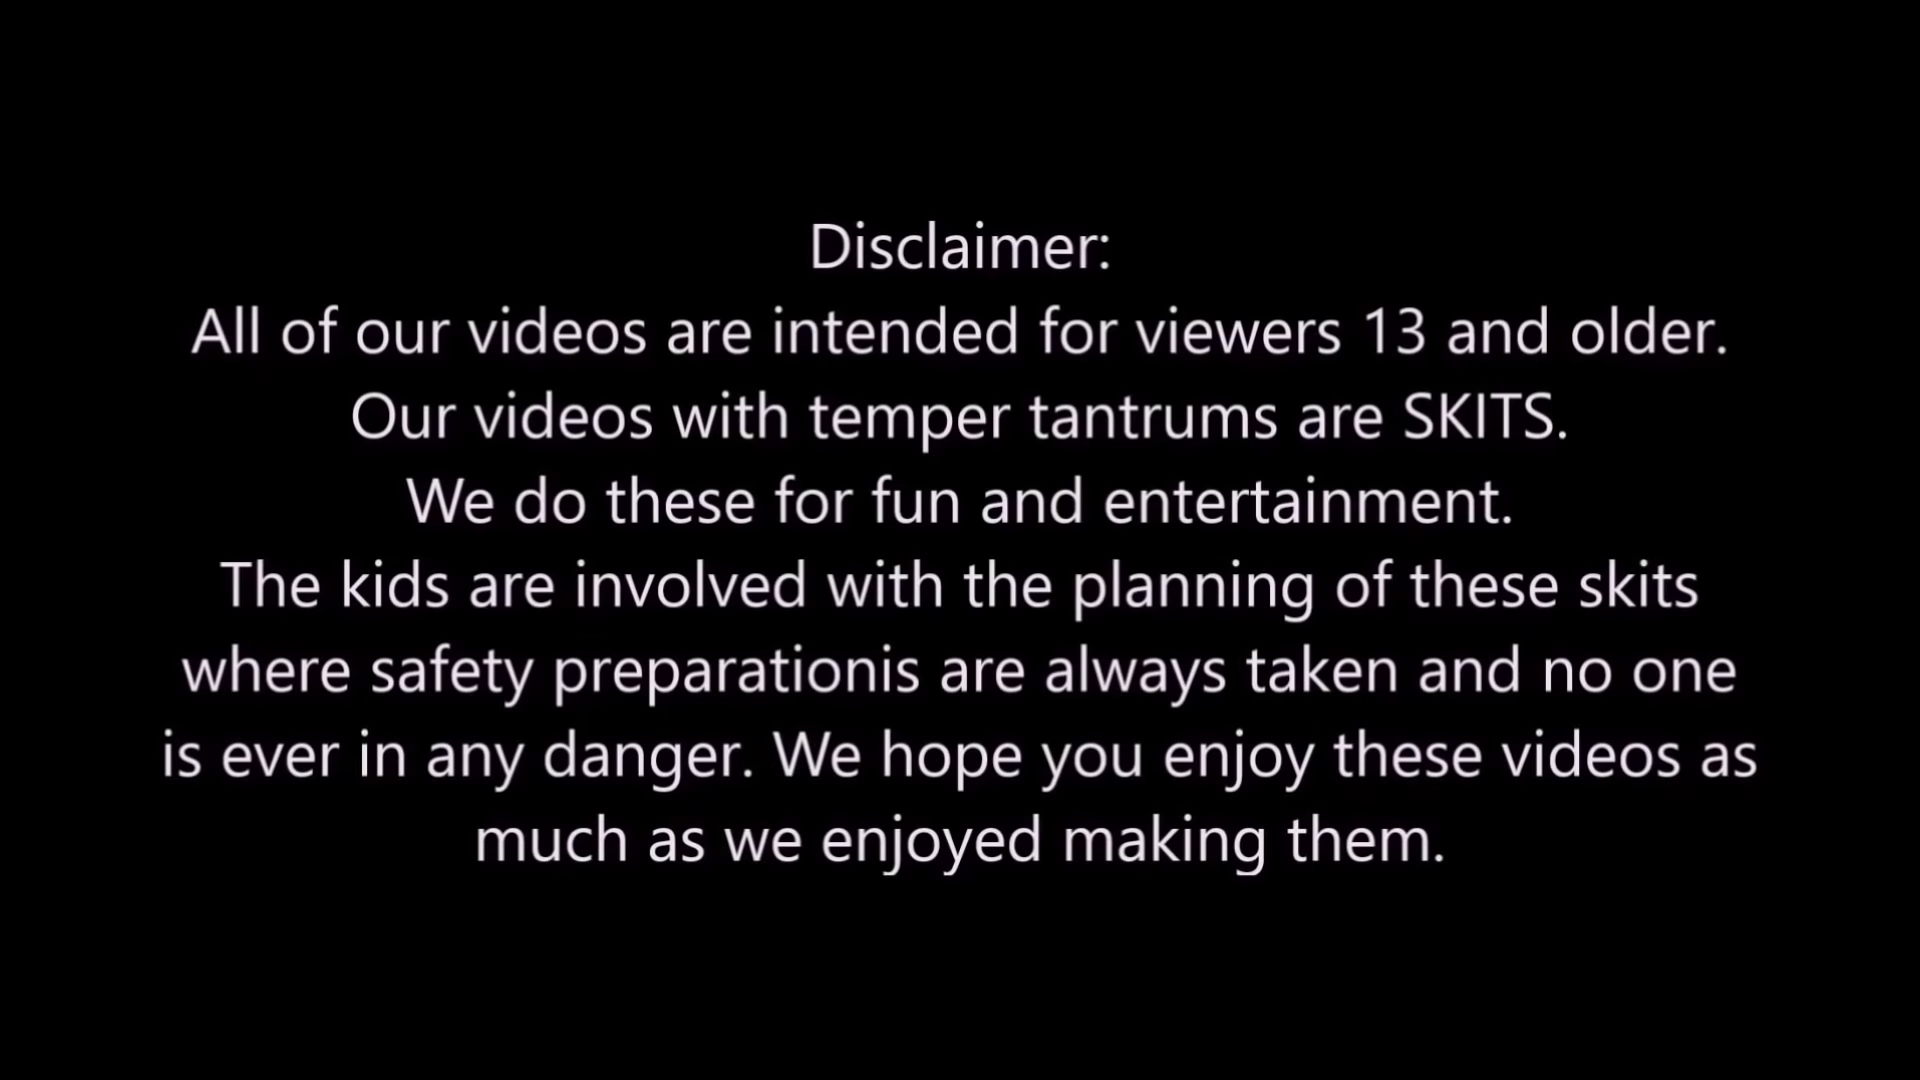 Disclaimer:
All of our videos are intended for viewers 13 and older.
Our videos with temper tantrums are SKITS.
We do these for fun and entertainment.
The kids are involved with the planning of these skits
where safety preparationis are always taken and no one
is ever in any danger. We hope you enjoy these videos as
much as we enjoyed making them.